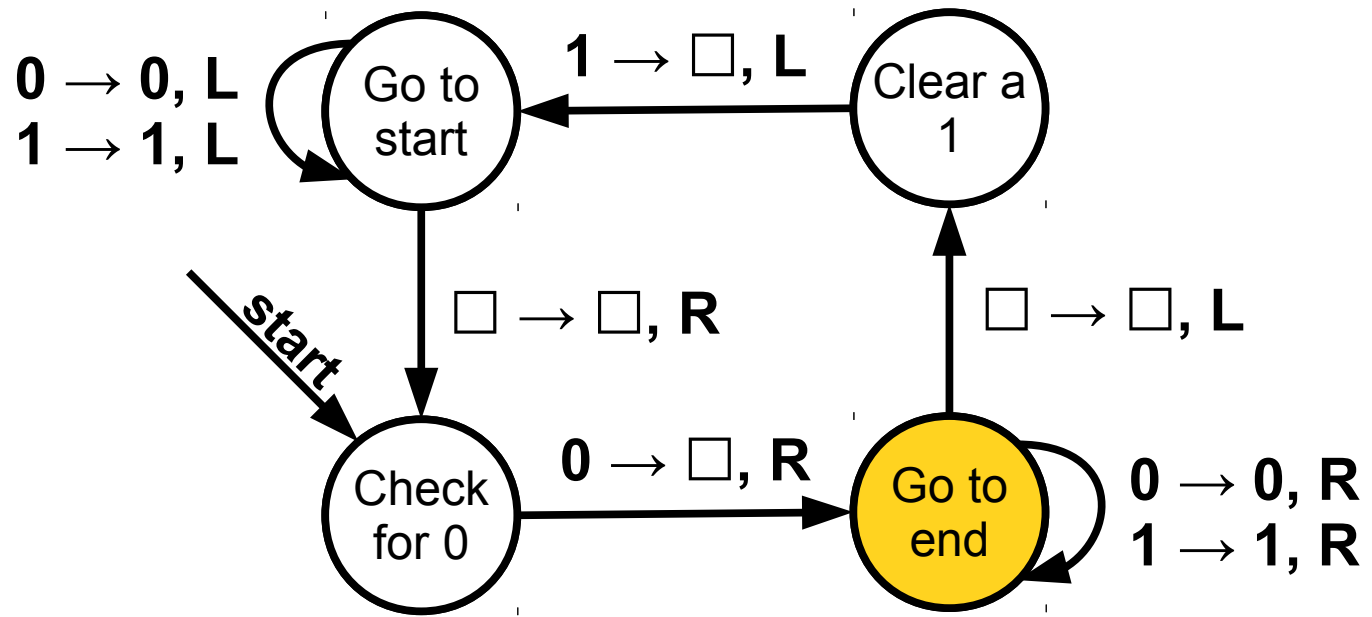 0 → 0, L
1 → 1, L
Go to
start
1 → □, L
Clear a
1
□ → □, R
□ → □, L
start
Check
for 0
0 → □, R
Go to
end
0 → 0, R
1 → 1, R